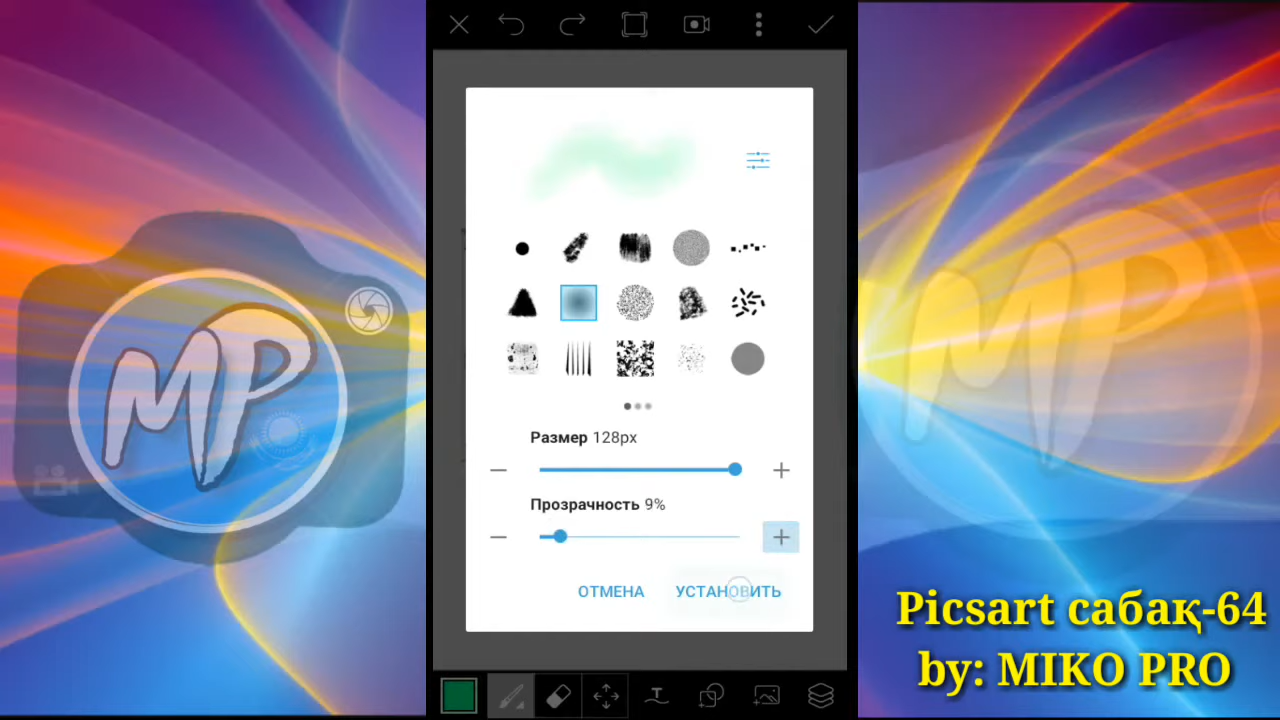 MP
MP
Размер 128px
Прозрачность 9%
ОТМЕНА УСТАНОВИТЬ
Picsart сабақ-64
by: MIKO PRO